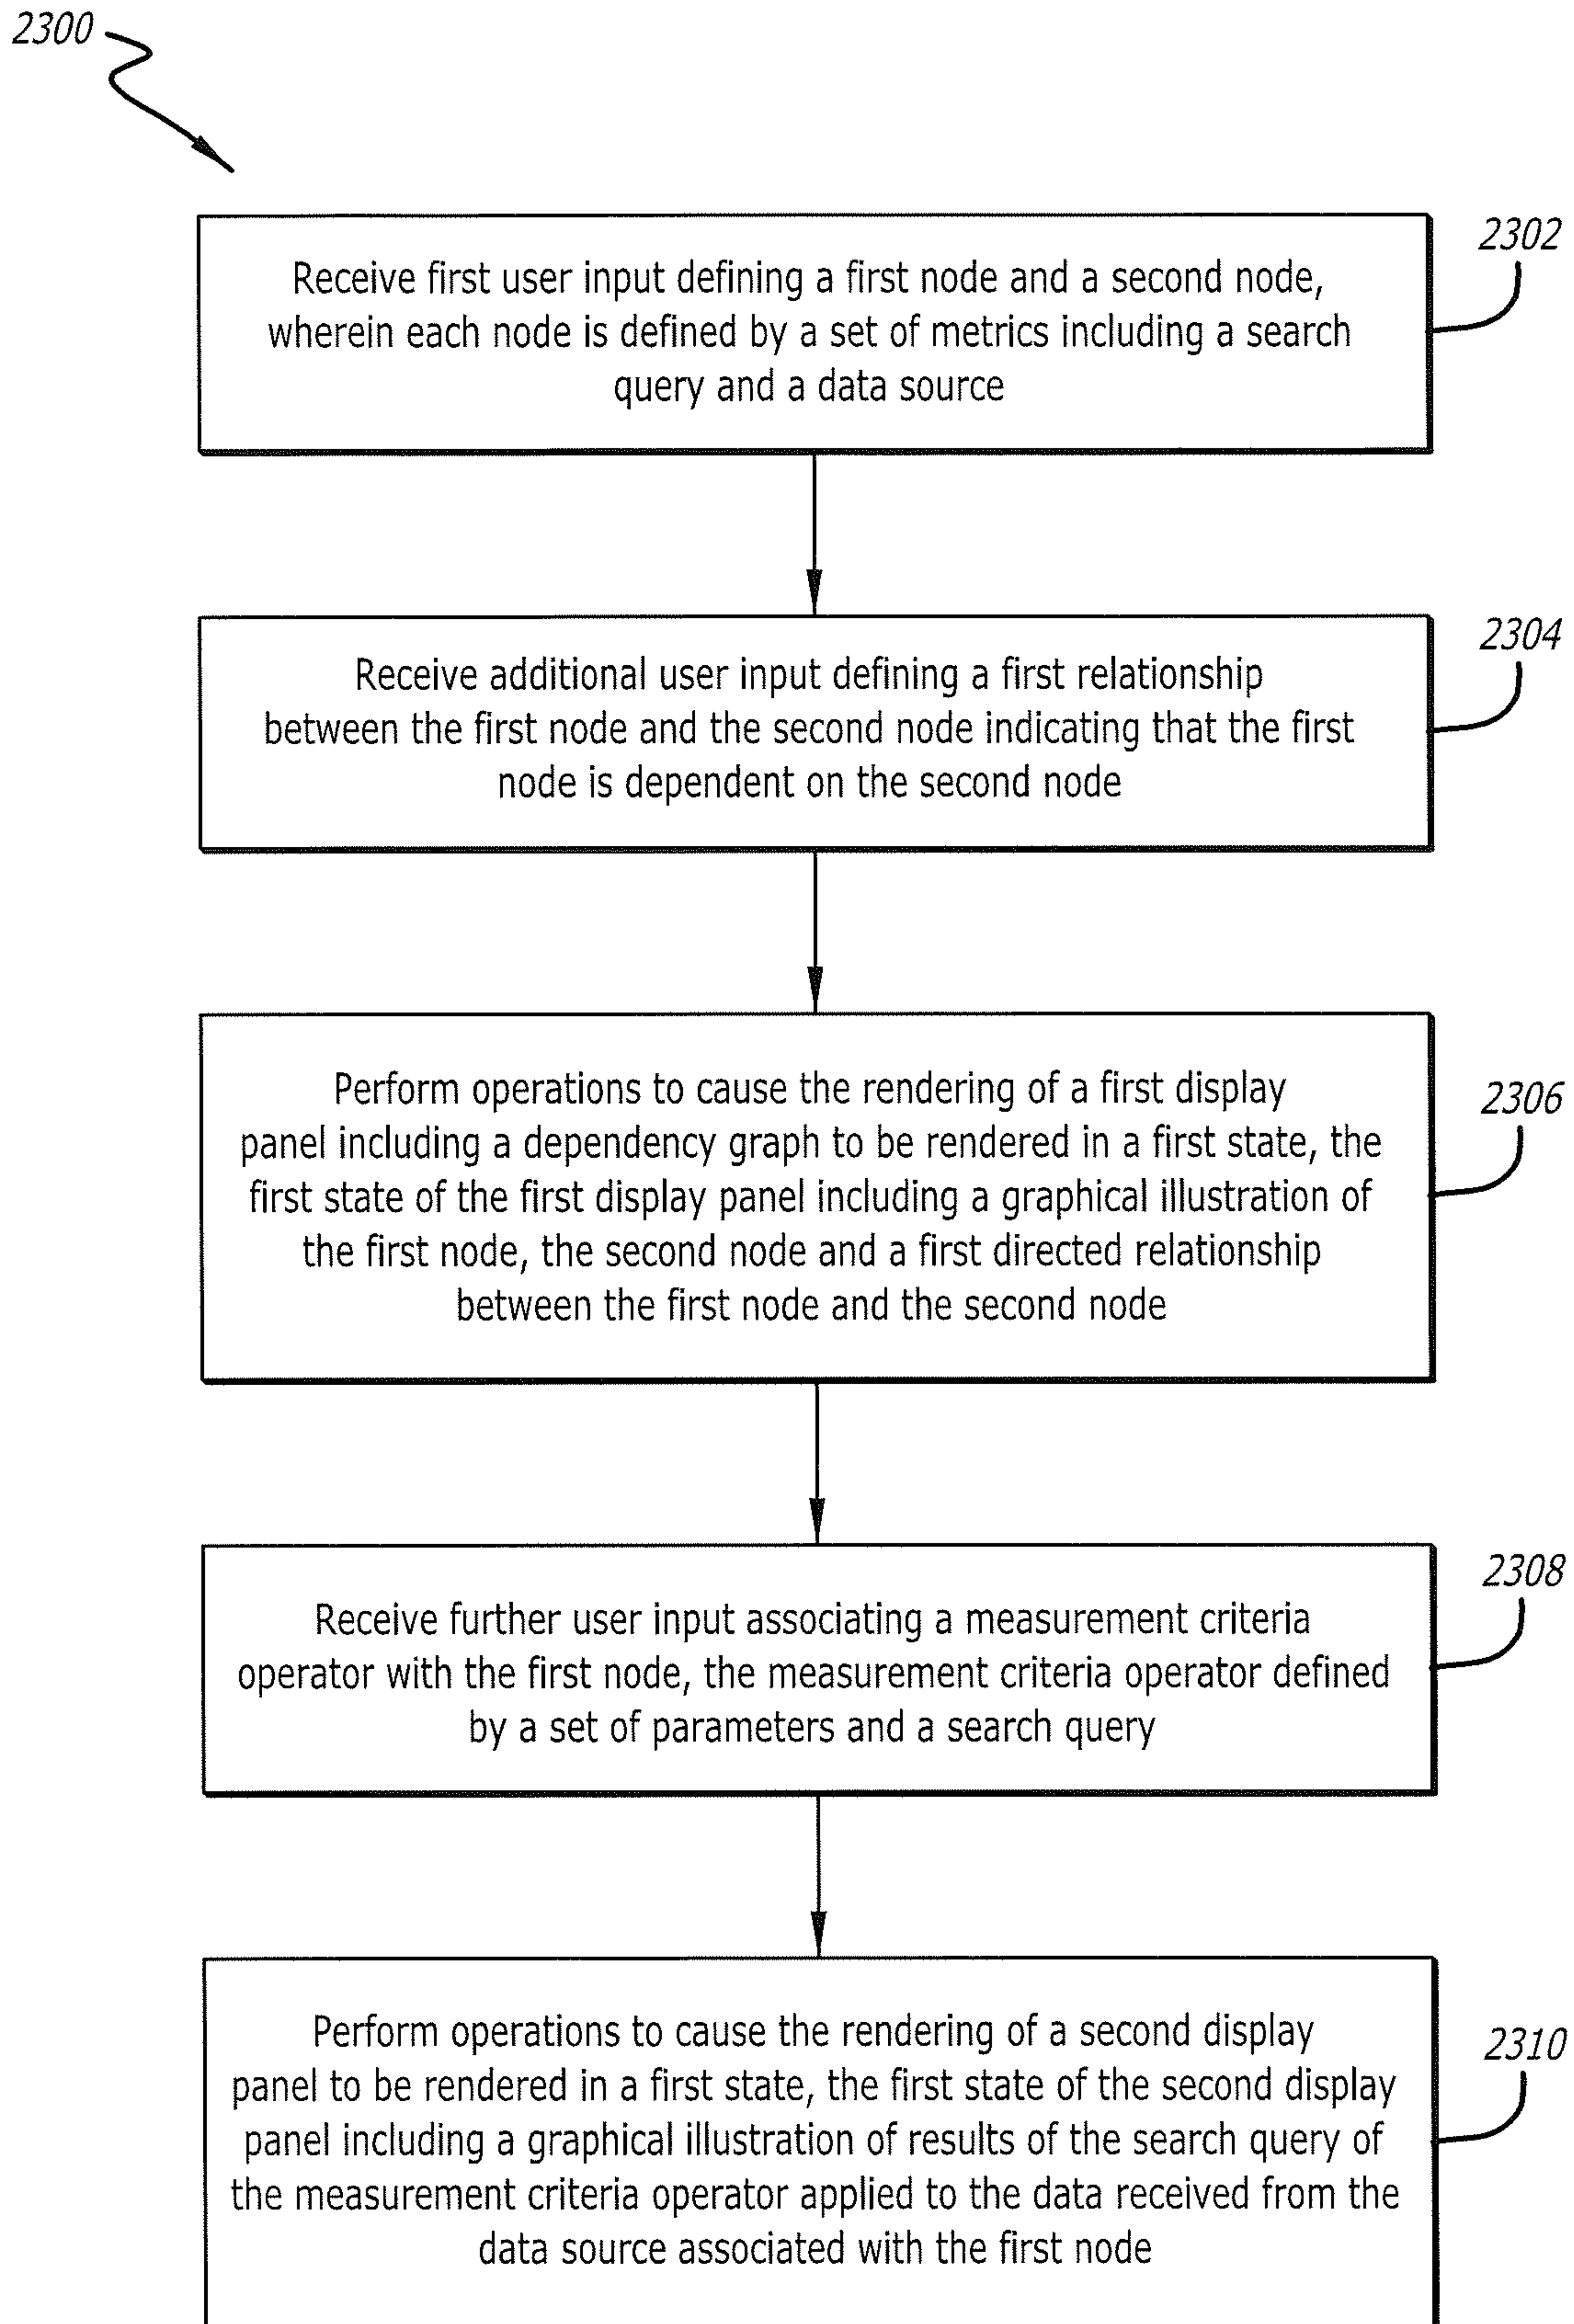 2300
2302
Receive first user input defining a first node and a second node,
wherein each node is defined by a set of metrics including a search
query and a data source
2304
Receive additional user input defining a first relationship
between the first node and the second node indicating that the first
node is dependent on the second node
2306
Perform operations to cause the rendering of a first display
panel including a dependency graph to be rendered in a first state, the
first state of the first display panel including a graphical illustration of
the first node, the second node and a first directed relationship
between the first node and the second node
2308
Receive further user input associating a measurement criteria
operator with the first node, the measurement criteria operator defined
by a set of parameters and a search query
2310
Perform operations to cause the rendering of a second display
panel to be rendered in a first state, the first state of the second display
panel including a graphical illustration of results of the search query of
the measurement criteria operator applied to the data received from the
data source associated with the first node